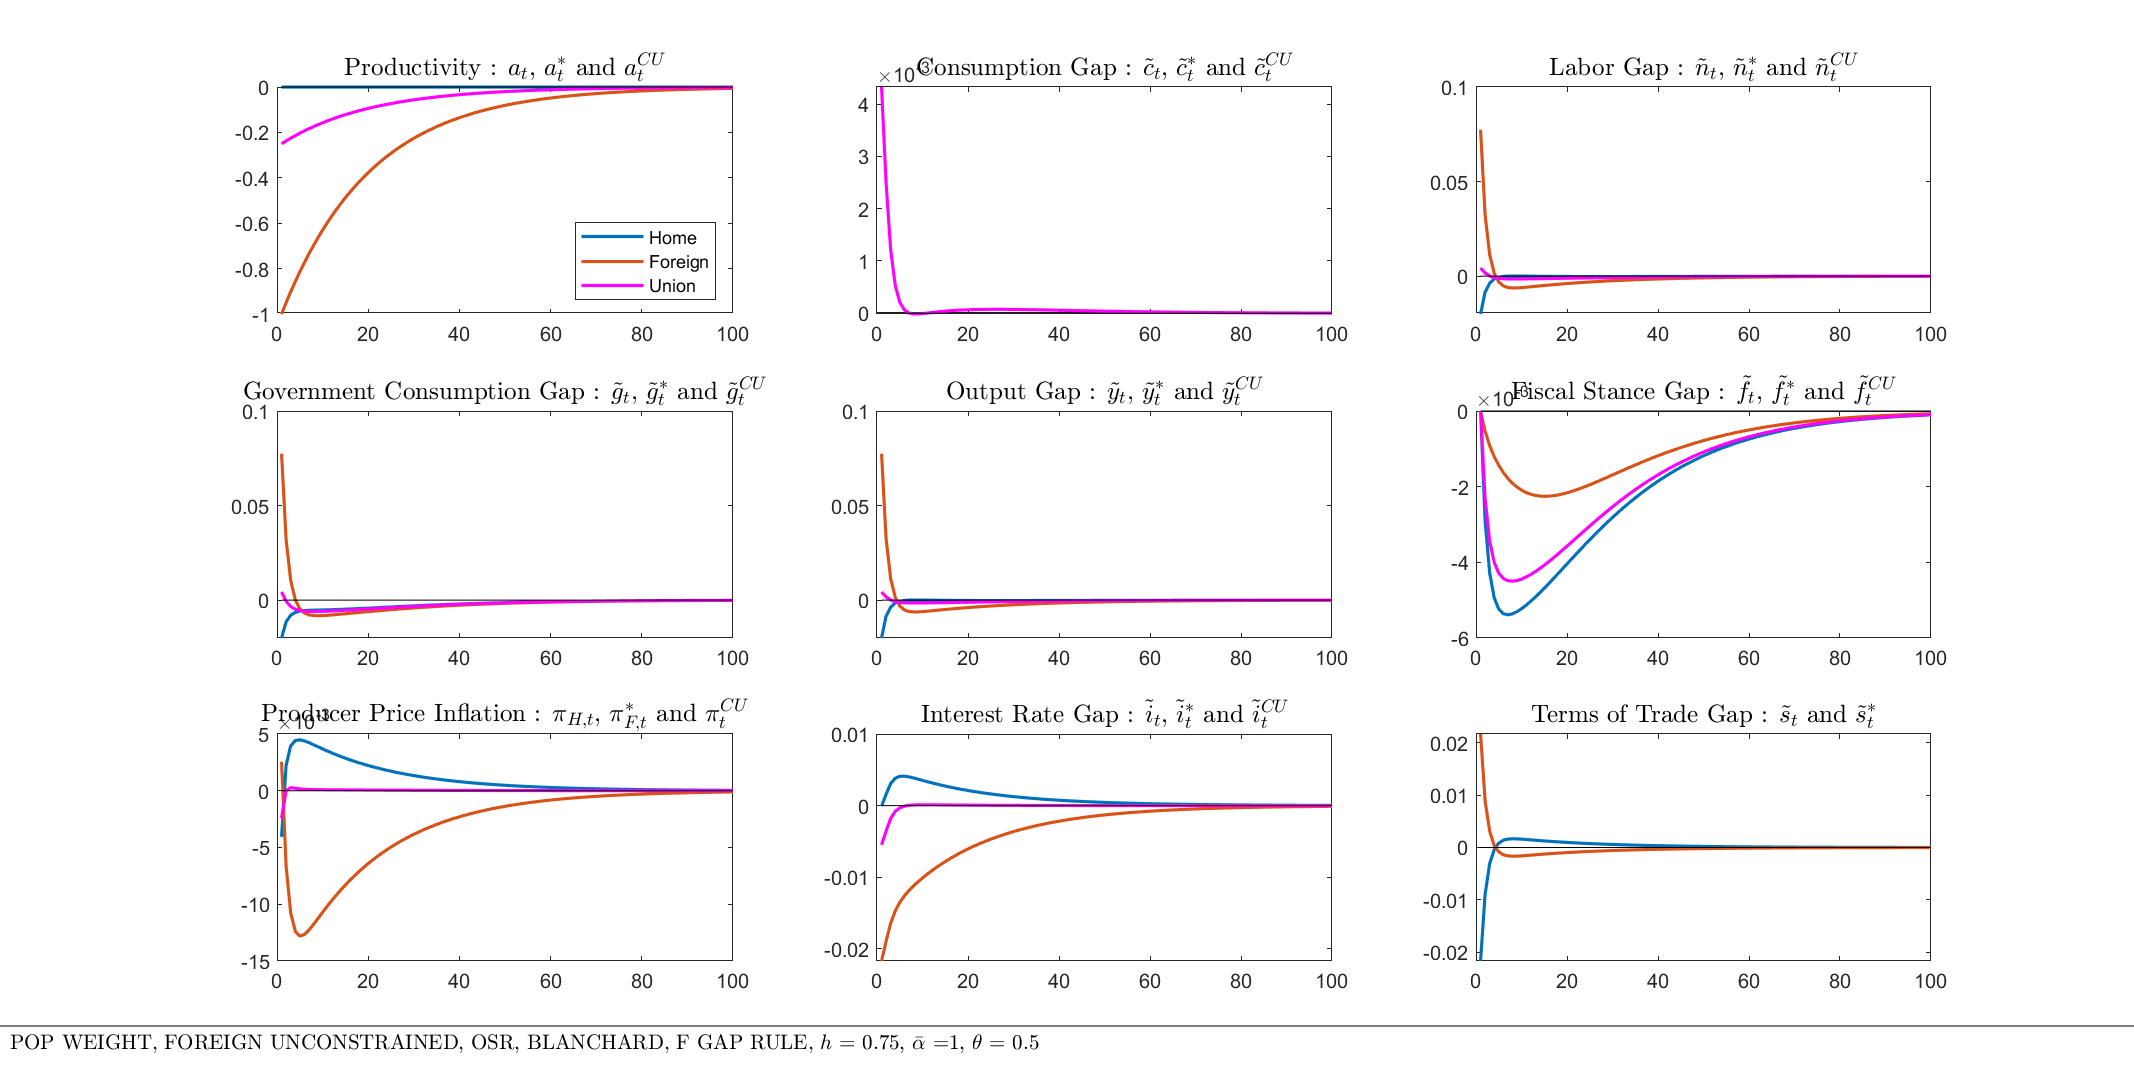 Productivity : a_t, a_t^* and a_t^{CU}
0
-0.2
-0.4
-0.6
-0.8
-1
0 20 40 60 80 100
Home
Foreign
Union
Consumption Gap : c̃_t, c̃_t^* and c̃_t^{CU}
4
3
2
1
0
0 20 40 60 80 100
Labor Gap : ñ_t, ñ_t^* and ñ_t^{CU}
0.1
0.05
0
0 20 40 60 80 100
Government Consumption Gap : g̃_t, g̃_t^* and g̃_t^{CU}
0.1
0.05
0
0 20 40 60 80 100
Output Gap : ỹ_t, ỹ_t^* and ỹ_t^{CU}
0.1
0.05
0
0 20 40 60 80 100
Fiscal Stance Gap : f̃_t, f̃_t^* and f̃_t^{CU}
0
-2
-4
-6
0 20 40 60 80 100
Producer Price Inflation : π_{H,t}, π_{F,t}^* and π_t^{CU}
5
0
-5
-10
-15
0 20 40 60 80 100
Interest Rate Gap : ĩ_t, ĩ_t^* and ĩ_t^{CU}
0.01
0
-0.01
-0.02
0 20 40 60 80 100
Terms of Trade Gap : s̃_t and s̃_t^*
0.02
0.01
0
-0.01
-0.02
0 20 40 60 80 100
POP WEIGHT, FOREIGN UNCONSTRAINED, OSR, BLANCHARD, F GAP RULE, h = 0.75, ᾱ =1, θ = 0.5